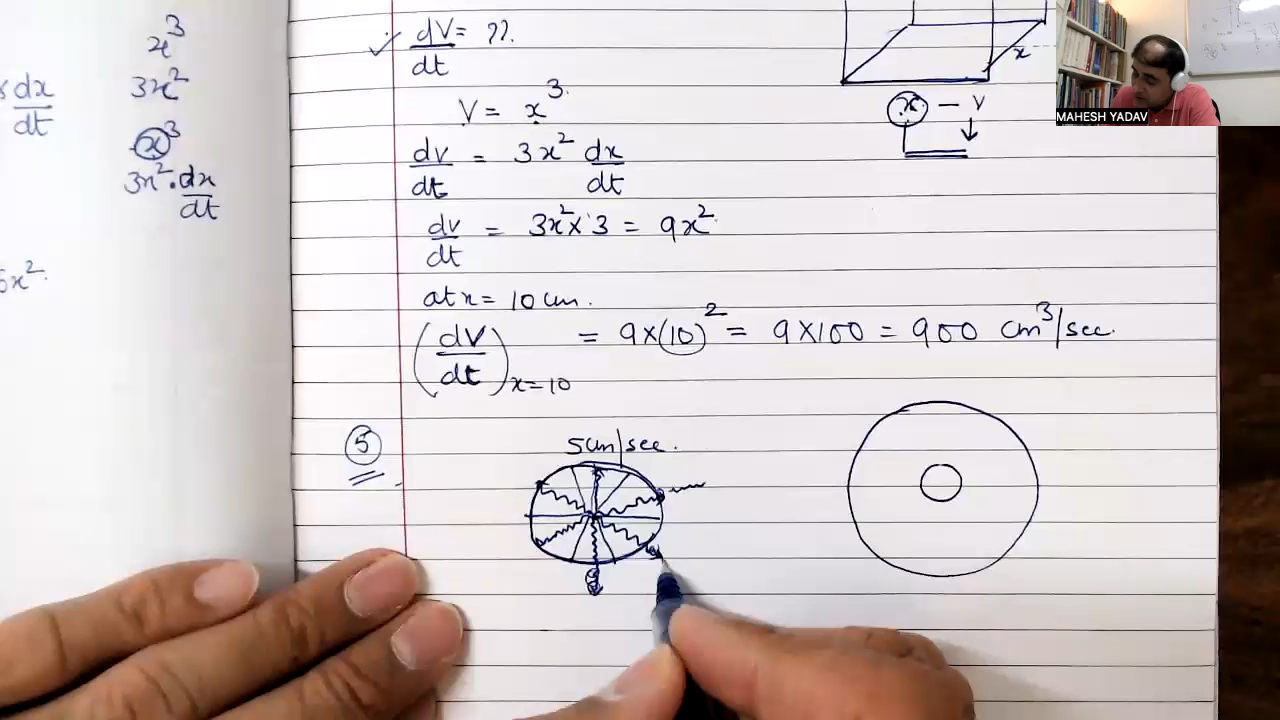 x³
3x²
dx/dt
x³
3x²·dx/dt
x²
dV/dt = ??
V = x³
dv/dt = 3x² dx/dt
dv/dt = 3x² × 3 = 9x²
at x = 10 cm.
(dV/dt) x=10 = 9×(10)² = 9×100 = 900 cm³/sec.
x
x – v
MAHESH YADAV
5
5cm/sec.